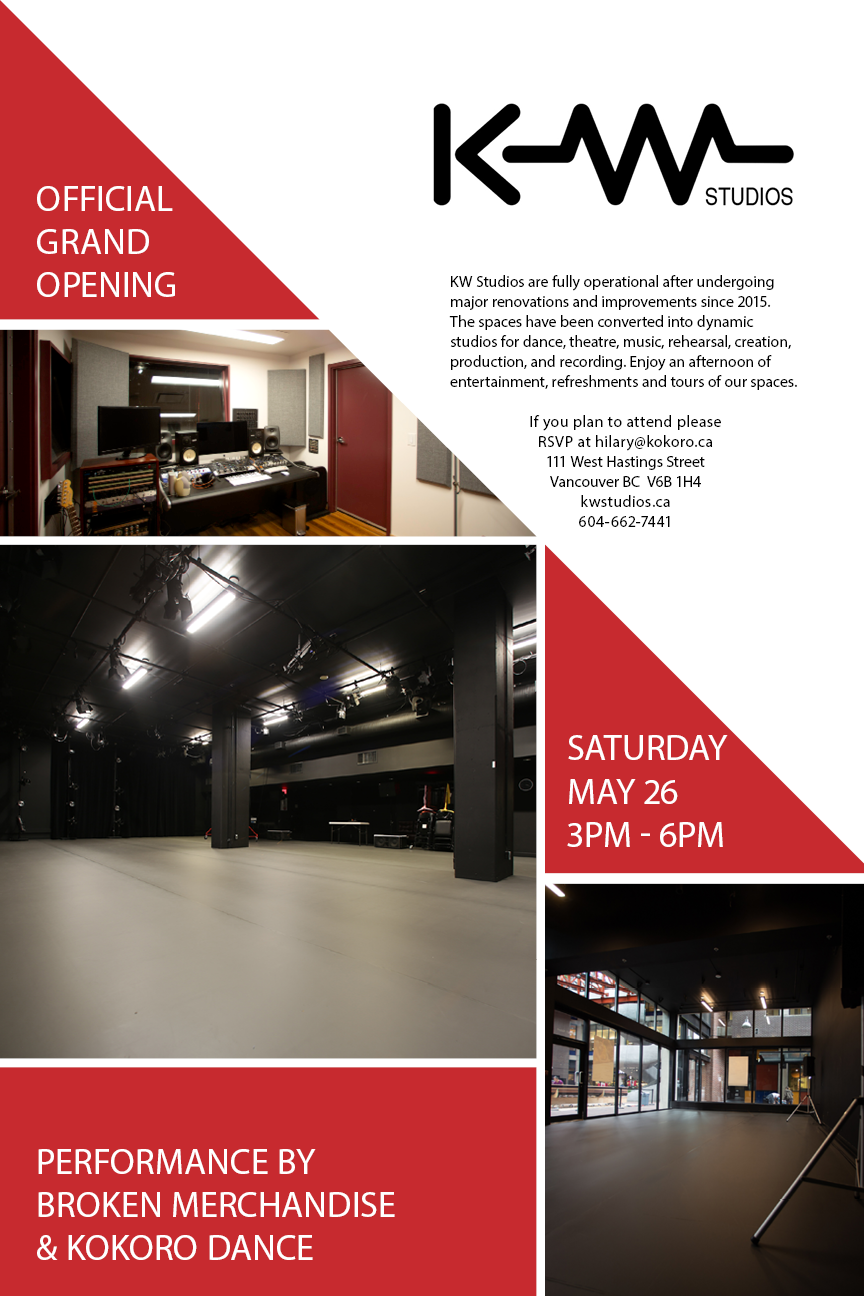 KW
STUDIOS
OFFICIAL
GRAND
OPENING
KW Studios are fully operational after undergoing
major renovations and improvements since 2015.
The spaces have been converted into dynamic
studios for dance, theatre, music, rehearsal, creation,
production, and recording. Enjoy an afternoon of
entertainment, refreshments and tours of our spaces.
If you plan to attend please
RSVP at hilary@kokoro.ca
111 West Hastings Street
Vancouver BC  V6B 1H4
kwstudios.ca
604-662-7441
SATURDAY
MAY 26
3PM - 6PM
PERFORMANCE BY
BROKEN MERCHANDISE
& KOKORO DANCE